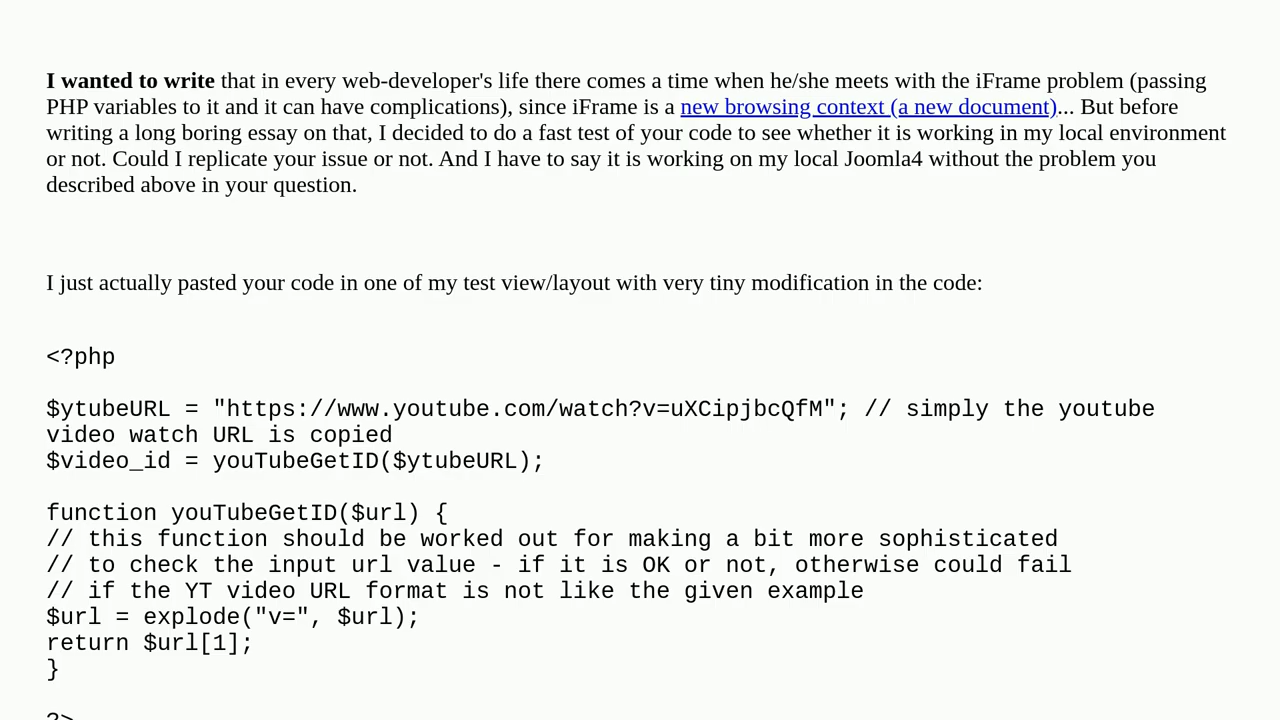 I wanted to write that in every web-developer's life there comes a time when he/she meets with the iFrame problem (passing
PHP variables to it and it can have complications), since iFrame is a new browsing context (a new document)... But before
writing a long boring essay on that, I decided to do a fast test of your code to see whether it is working in my local environment
or not. Could I replicate your issue or not. And I have to say it is working on my local Joomla4 without the problem you
described above in your question.
I just actually pasted your code in one of my test view/layout with very tiny modification in the code:
<?php
$ytubeURL = "https://www.youtube.com/watch?v=uXCipjbcQfM"; // simply the youtube
video watch URL is copied
$video_id = youTubeGetID($ytubeURL);
function youTubeGetID($url) {
// this function should be worked out for making a bit more sophisticated
// to check the input url value - if it is OK or not, otherwise could fail
// if the YT video URL format is not like the given example
$url = explode("v=", $url);
return $url[1];
}
?>